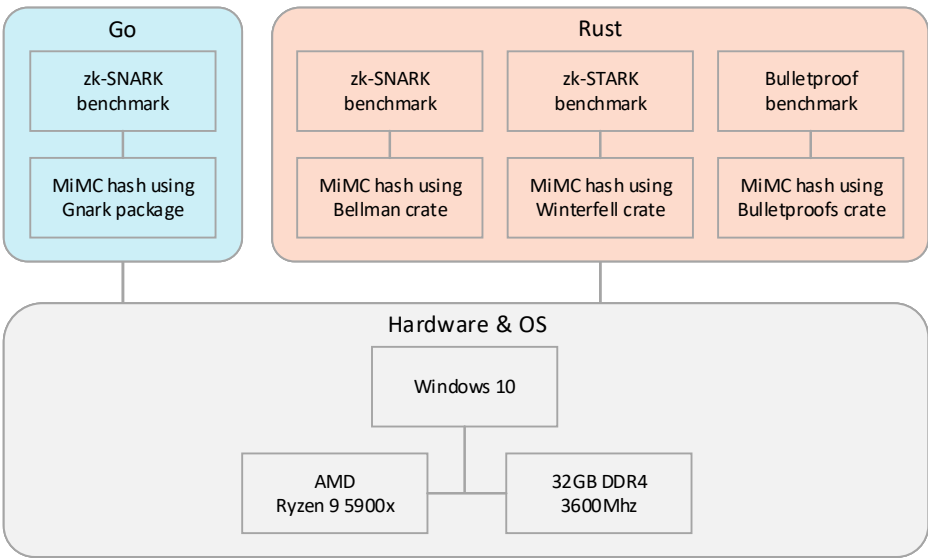 Go
zk-SNARK
benchmark
MiMC hash using
Gnark package
Rust
zk-SNARK
benchmark
MiMC hash using
Bellman crate
zk-STARK
benchmark
MiMC hash using
Winterfell crate
Bulletproof
benchmark
MiMC hash using
Bulletproofs crate
Hardware & OS
Windows 10
AMD
Ryzen 9 5900x
32GB DDR4
3600Mhz